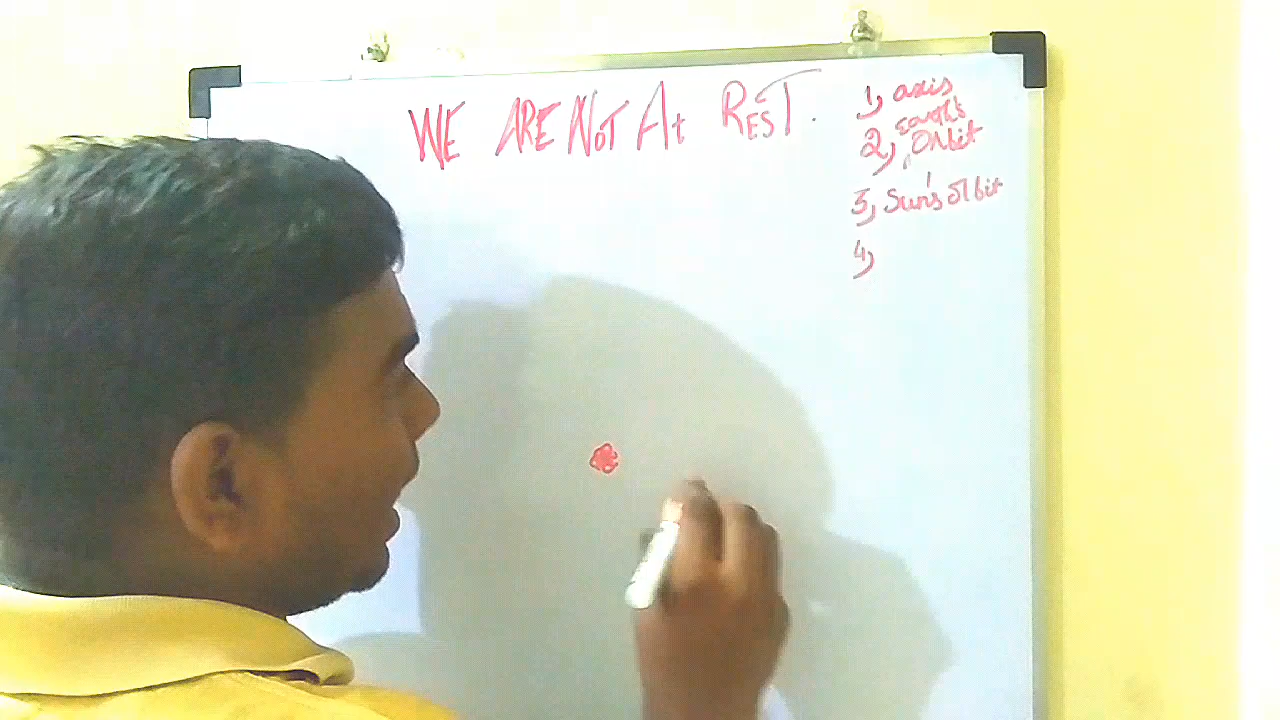 WE ARE NOT At REST.
1, axis
2, Earth's
Orbit
3, Sun's orbit
4,